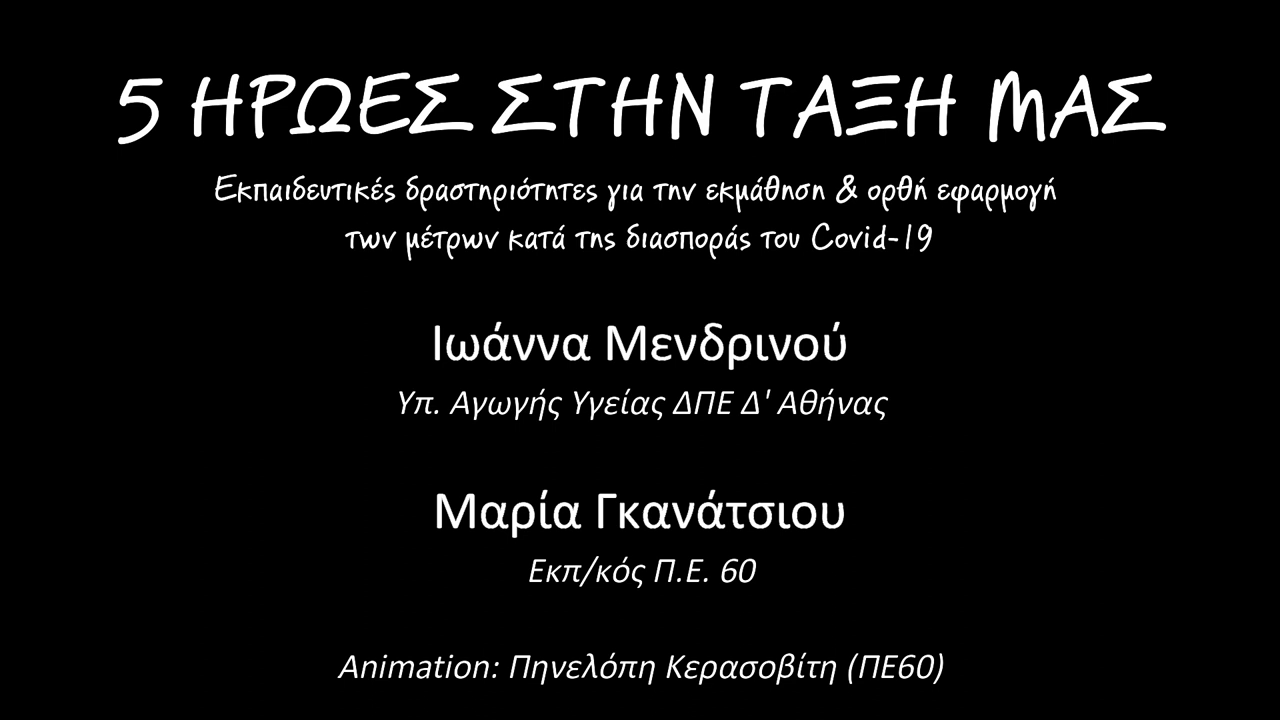 5 ΗΡΩΕΣ ΣΤΗΝ ΤΑΞΗ ΜΑΣ
Εκπαιδευτικές δραστηριότητες για την εκμάθηση & ορθή εφαρμογή
των μέτρων κατά της διασποράς του Covid-19
Ιωάννα Μενδρινού
Υπ. Αγωγής Υγείας ΔΠΕ Δ' Αθήνας
Μαρία Γκανάτσιου
Εκπ/κός Π.Ε. 60
Animation: Πηνελόπη Κερασοβίτη (ΠΕ60)